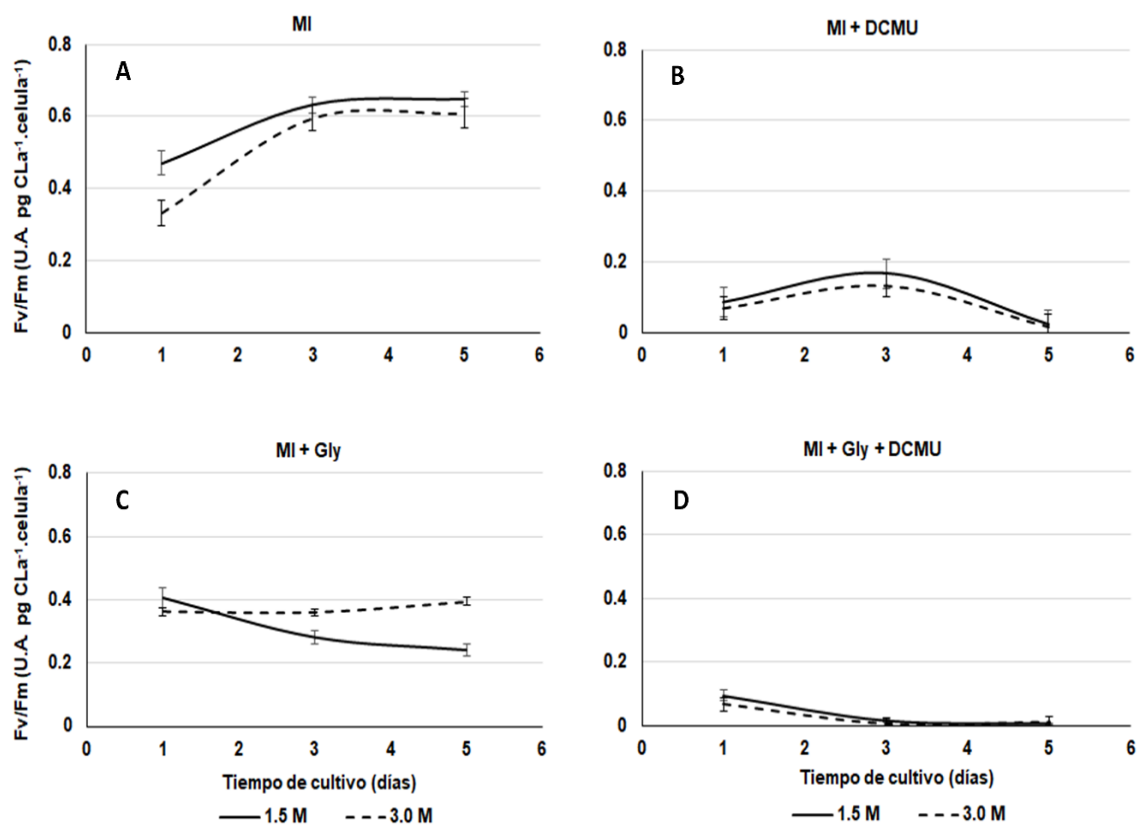 MI
A
0.8
0.6
0.4
0.2
0
0 1 2 3 4 5 6
Fv/Fm (U.A. pg CLa⁻¹.celula⁻¹)
MI + DCMU
B
0.8
0.6
0.4
0.2
0
0 1 2 3 4 5 6
MI + Gly
C
0.8
0.6
0.4
0.2
0
0 1 2 3 4 5 6
Fv/Fm (U.A. pg CLa⁻¹.celula⁻¹)
Tiempo de cultivo (días)
1.5 M 3.0 M
MI + Gly + DCMU
D
0.8
0.6
0.4
0.2
0
0 1 2 3 4 5 6
Tiempo de cultivo (días)
1.5 M 3.0 M